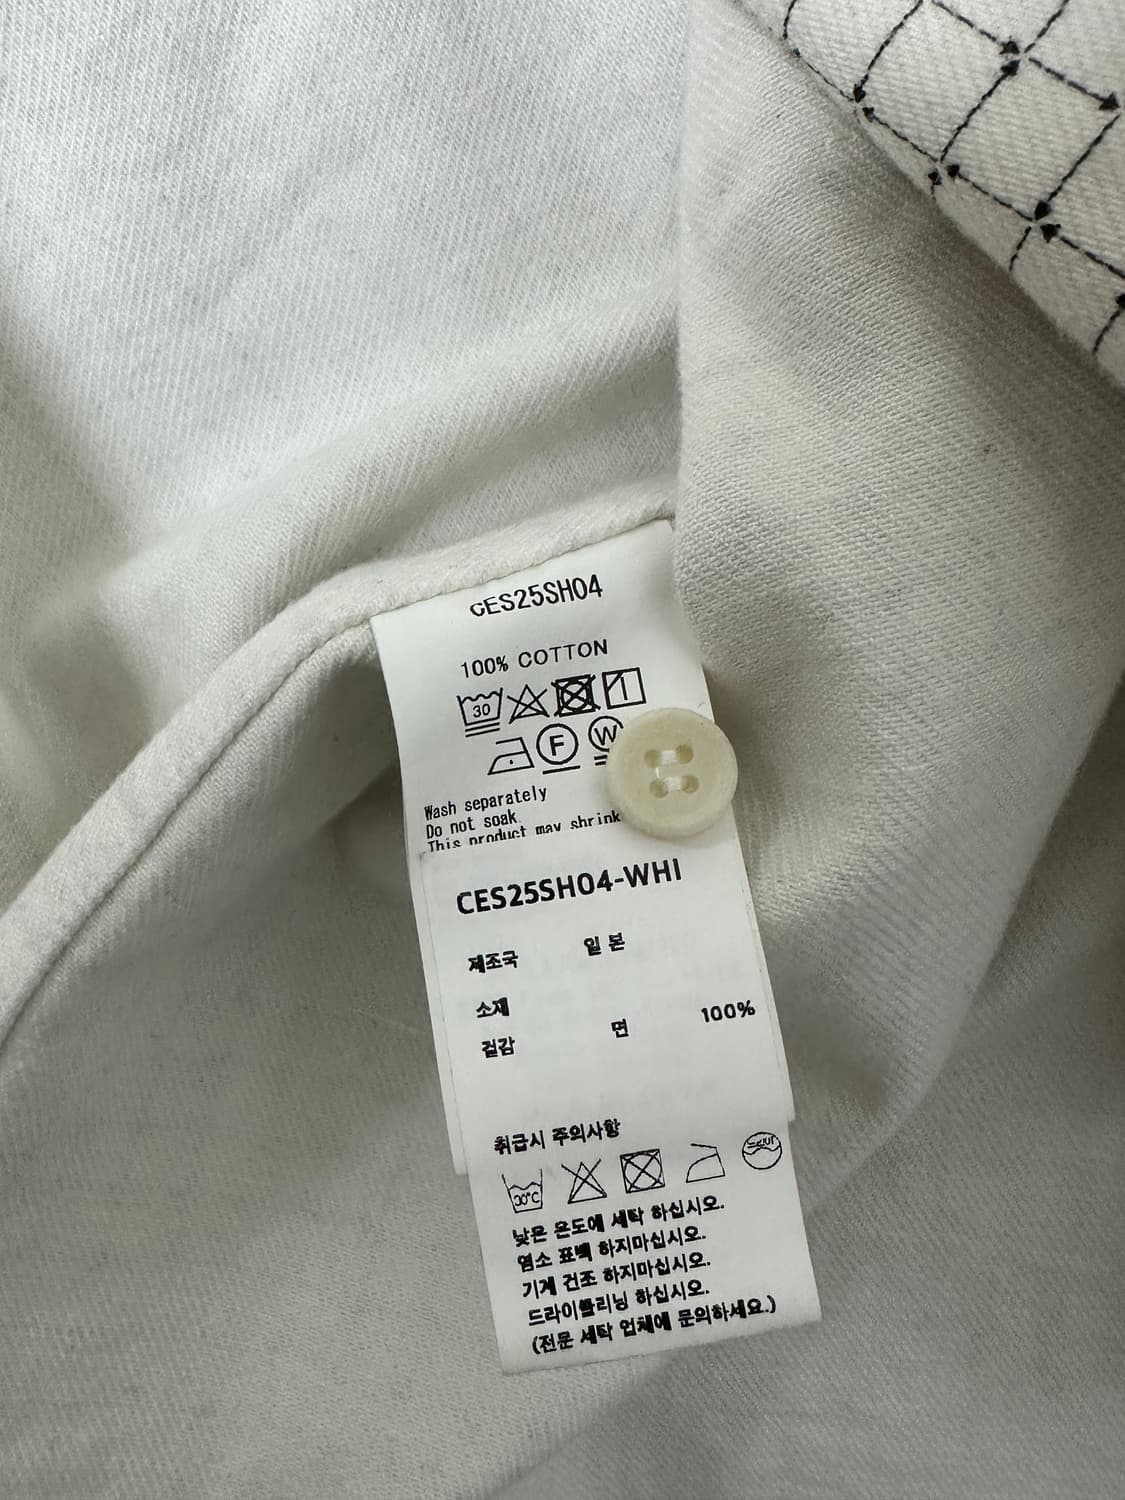 CES25SH04
100% COTTON
30
F W
Wash separately
Do not soak.
This product may shrink
CES25SH04-WHI
제조국 일본
소재
겉감 면 100%
취급시 주의사항
30°C
낮은 온도에 세탁 하십시오.
염소 표백 하지마십시오.
기계 건조 하지마십시오.
드라이클리닝 하십시오.
(전문 세탁 업체에 문의하세요.)